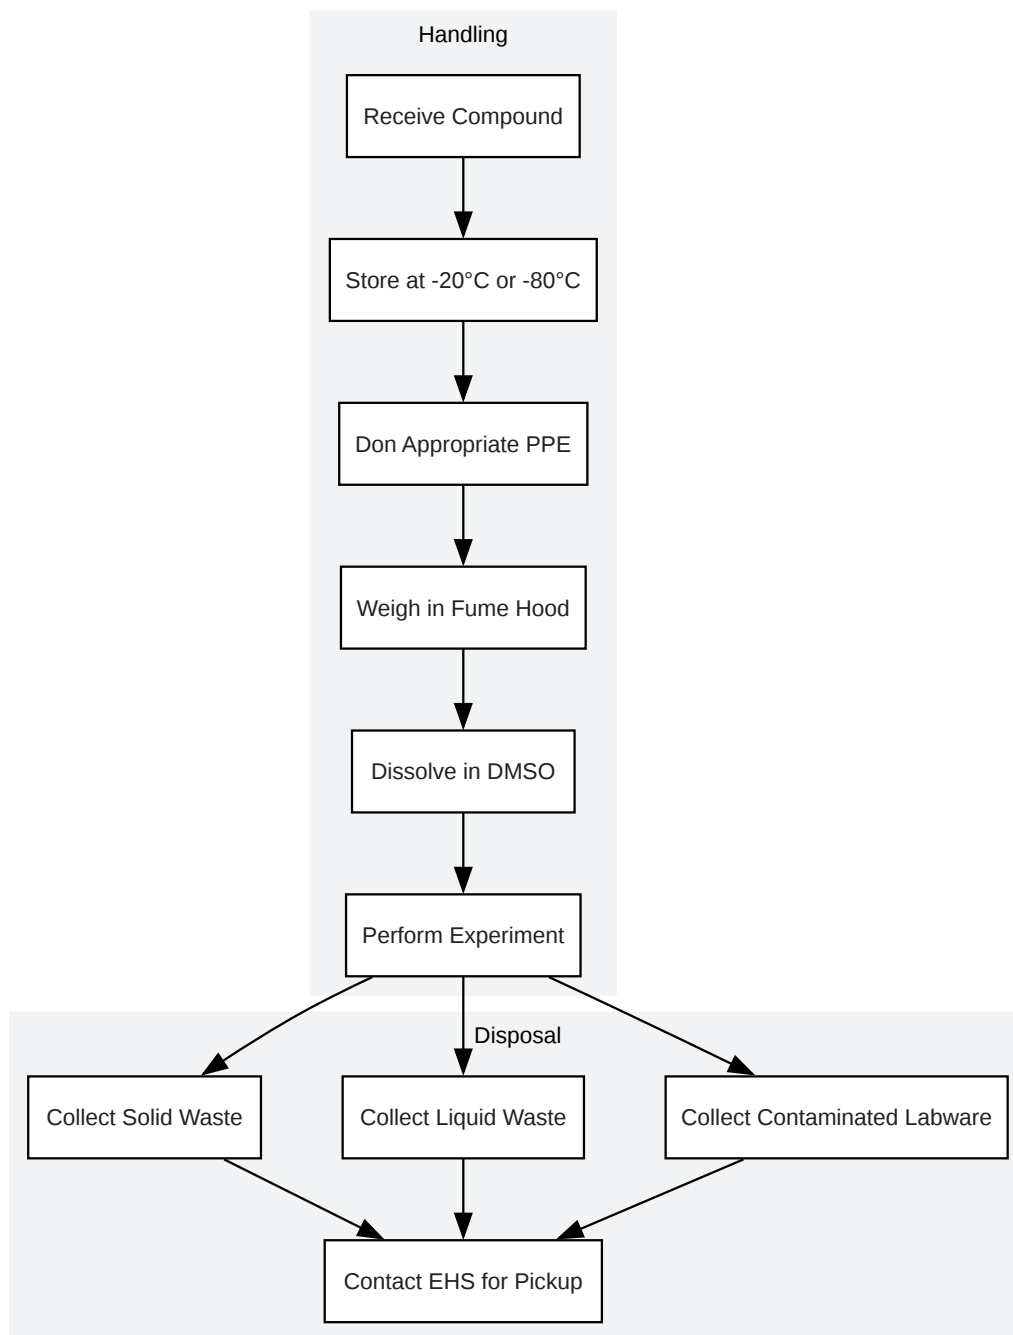 Handling
Receive Compound
Store at -20°C or -80°C
Don Appropriate PPE
Weigh in Fume Hood
Dissolve in DMSO
Perform Experiment
Disposal
Collect Solid Waste
Collect Liquid Waste
Collect Contaminated Labware
Contact EHS for Pickup